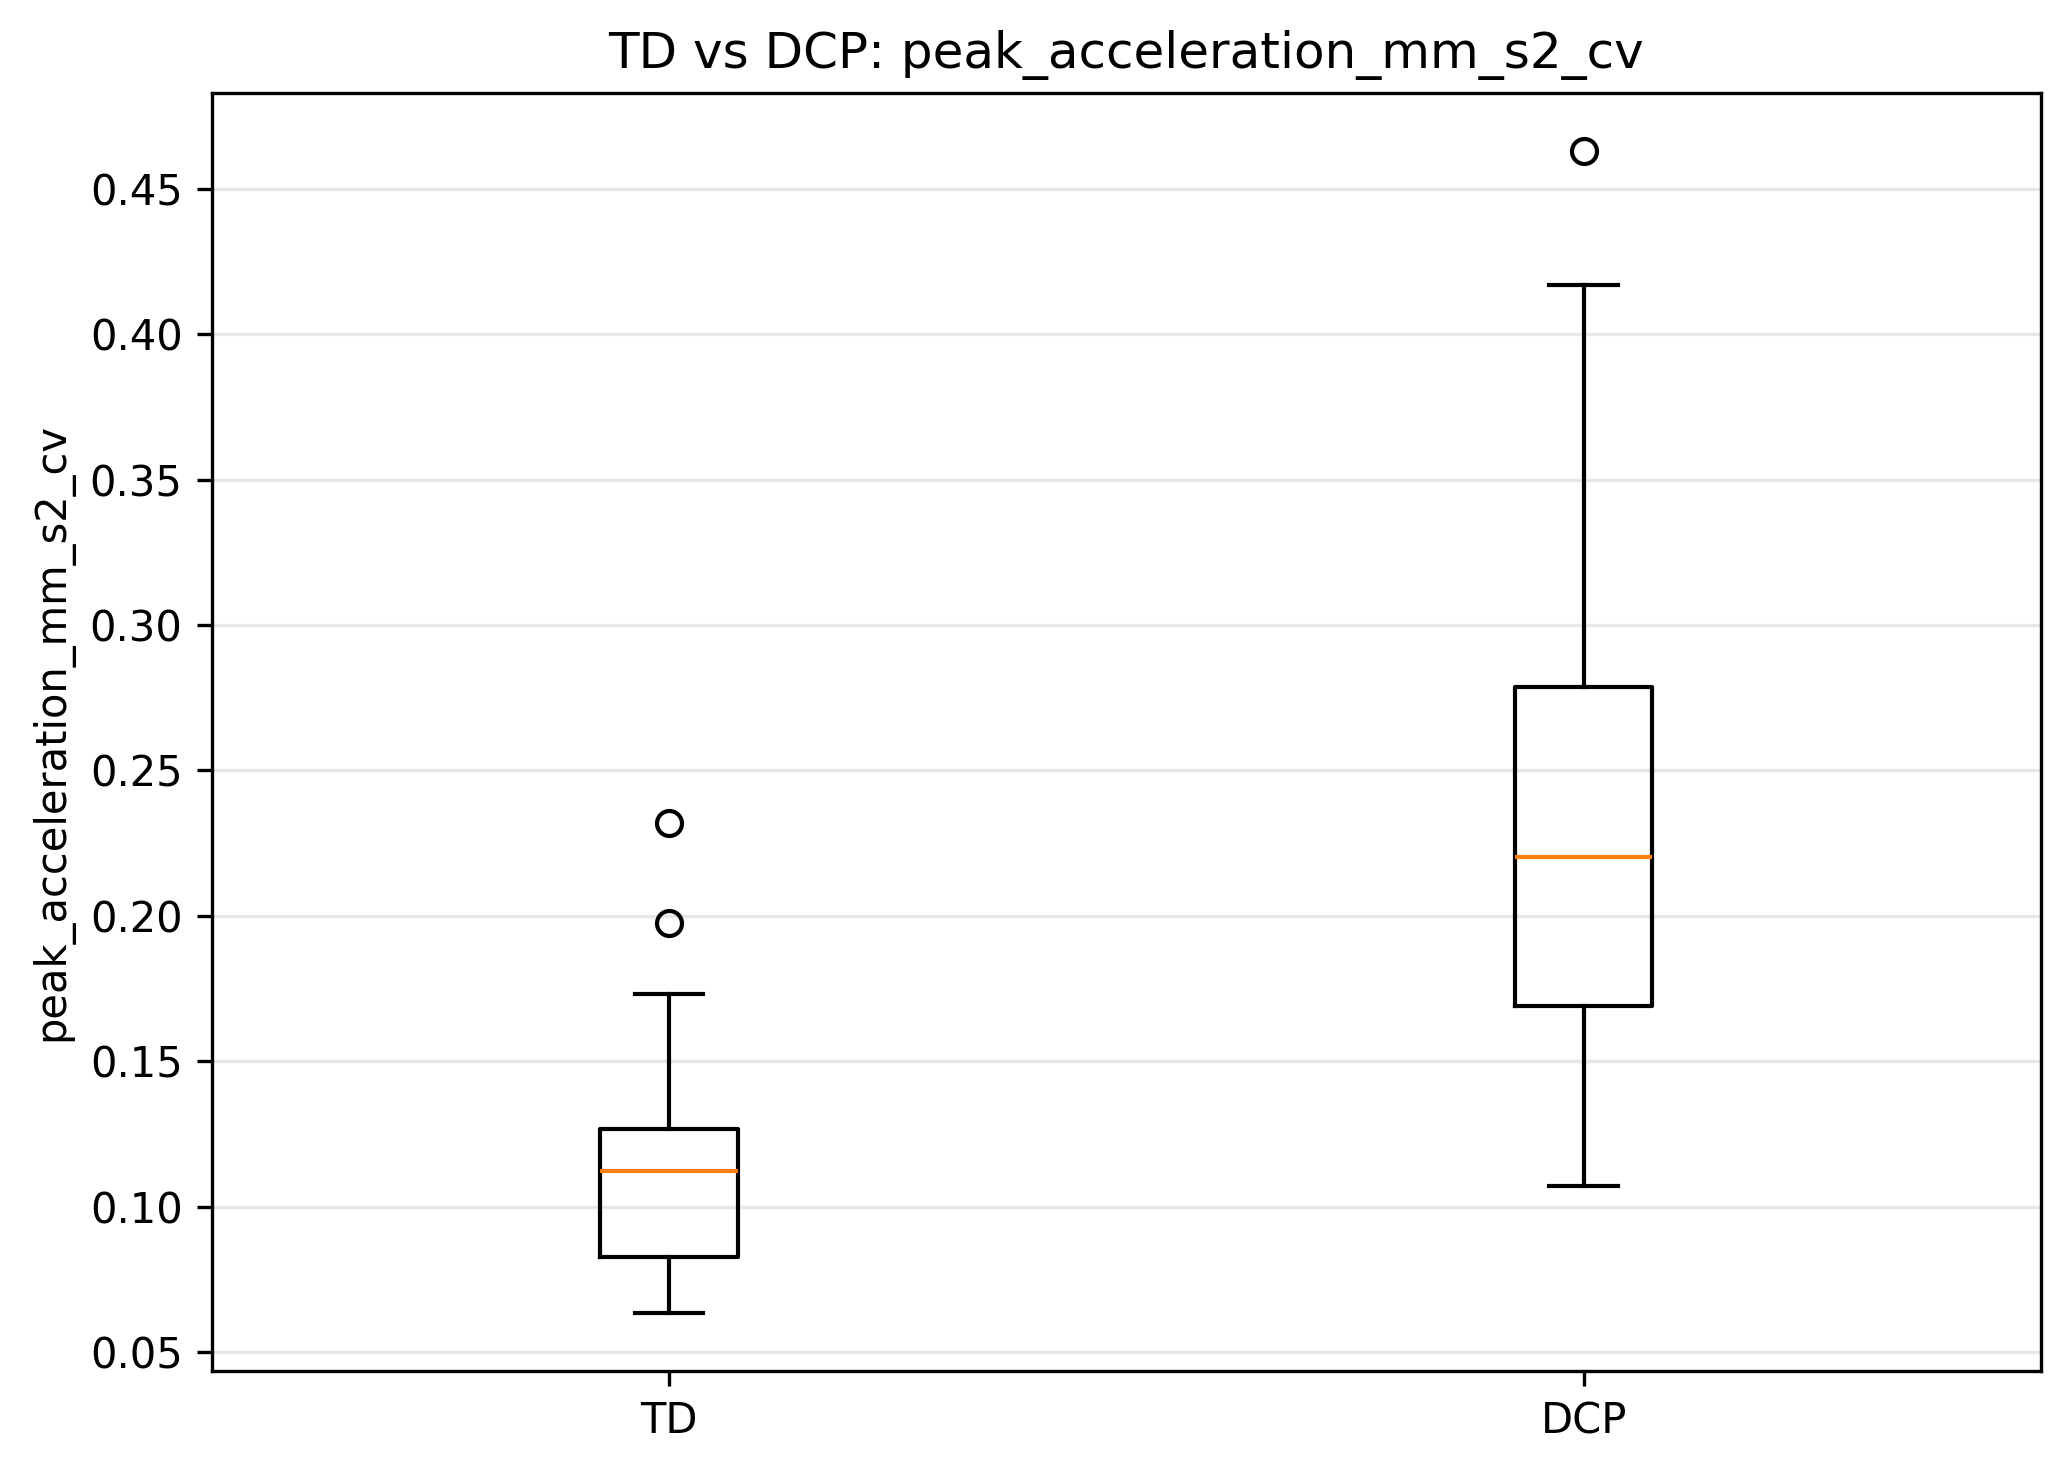 TD vs DCP: peak_acceleration_mm_s2_cv
peak_acceleration_mm_s2_cv
0.45
0.40
0.35
0.30
0.25
0.20
0.15
0.10
0.05
TD
DCP